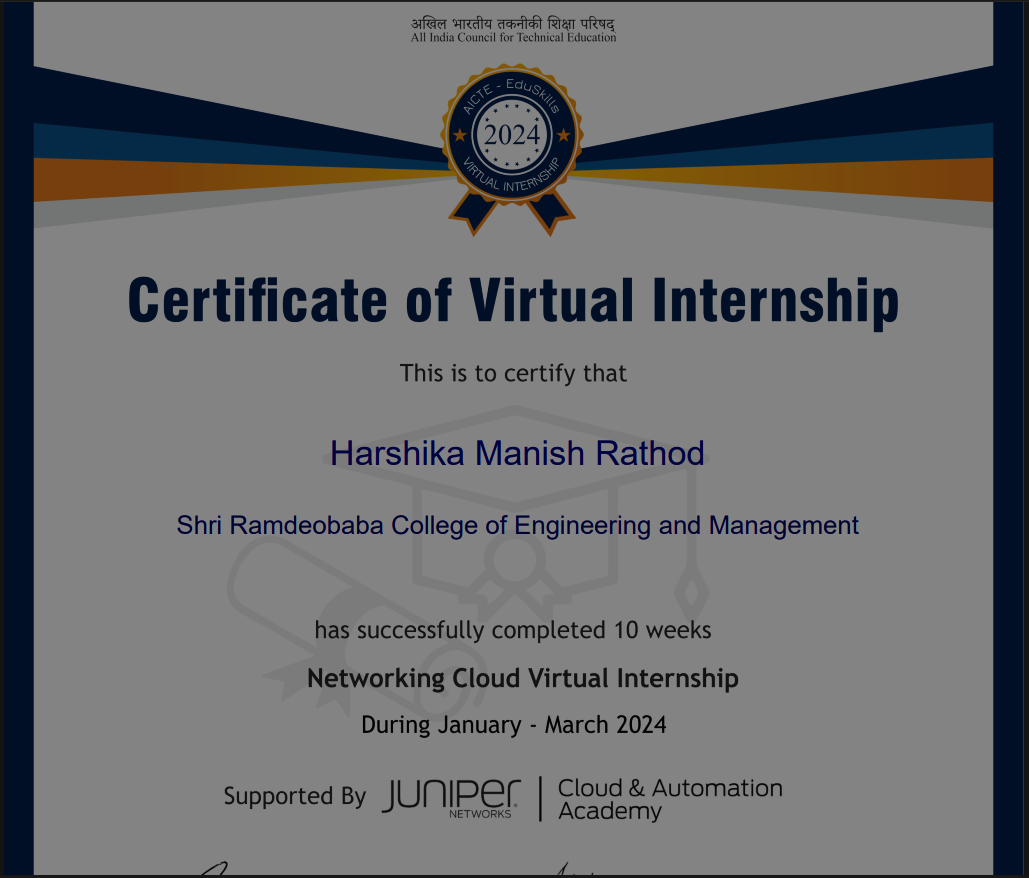 अखिल भारतीय तकनीकी शिक्षा परिषद्
All India Council for Technical Education
AICTE - EduSkills
2024
VIRTUAL INTERNSHIP
Certificate of Virtual Internship
This is to certify that
Harshika Manish Rathod
Shri Ramdeobaba College of Engineering and Management
has successfully completed 10 weeks
Networking Cloud Virtual Internship
During January - March 2024
Supported By JUNIPER NETWORKS | Cloud & Automation Academy